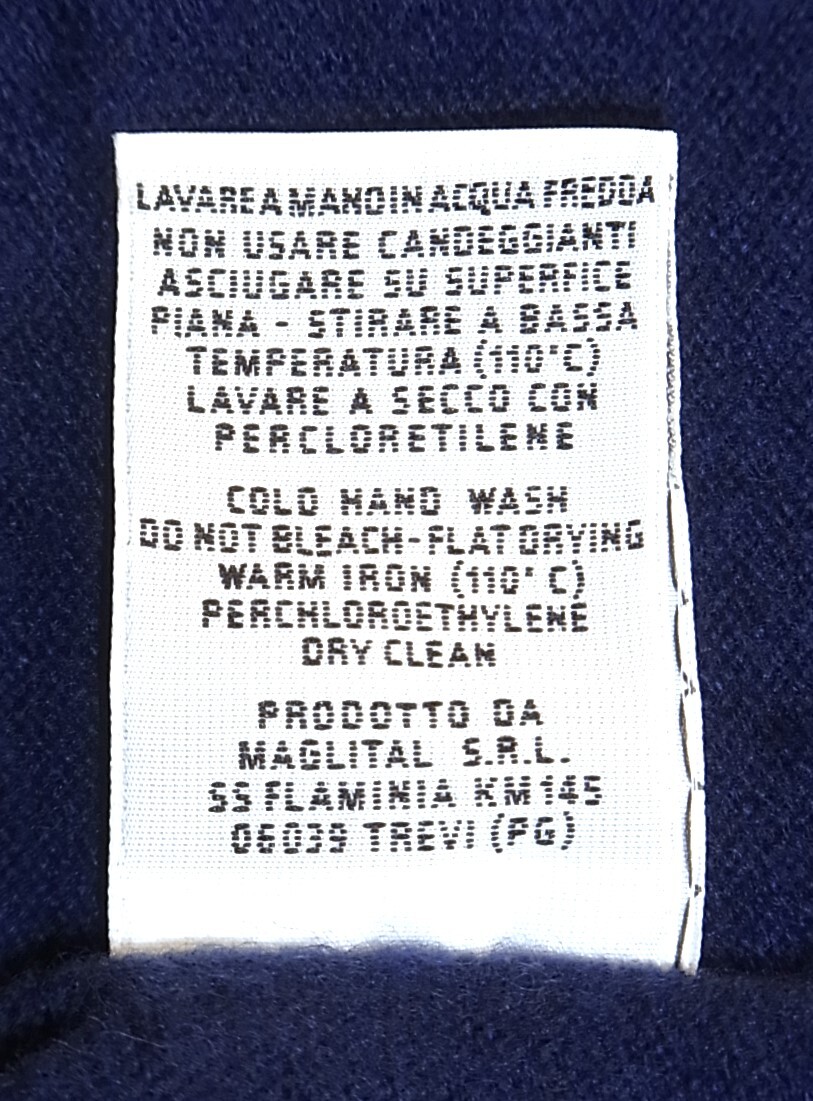 LAVARE A MANO IN ACQUA FREDDA
NON USARE CANDEGGIANTI
ASCIUGARE SU SUPERFICE
PIANA - STIRARE A BASSA
TEMPERATURA (110°C)
LAVARE A SECCO CON
PERCLORETILENE
COLD HAND WASH
DO NOT BLEACH-FLAT DRYING
WARM IRON (110° C)
PERCHLOROETHYLENE
DRY CLEAN
PRODOTTO DA
MAGLITAL S.R.L.
SS FLAMINIA KM 145
06039 TREVI (PG)